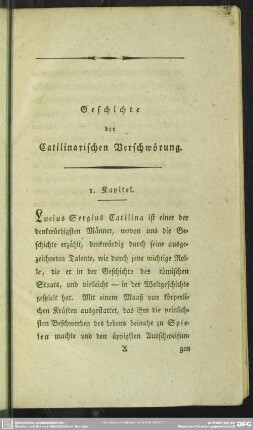 Geschichte
der
Catilinarischen Verschwörung.
1. Kapitel.
Lucius Sergius Catilina ist einer der
denkwürdigsten Männer, wovon uns die Ge-
schichte erzählt, denkwürdig durch seine ausge-
zeichneten Talente, wie durch jene wichtige Rol-
le, die er in der Geschichte des römischen
Staats, und vielleicht — in der Weltgeschichte
gespielt hat. Mit einem Maaß von körperli-
chen Kräften ausgestattet, das ihm die peinlich-
sten Beschwerden des Lebens beinahe zu Spie-
len machte und den üppigsten Ausschweifun-
A
gen
DFG